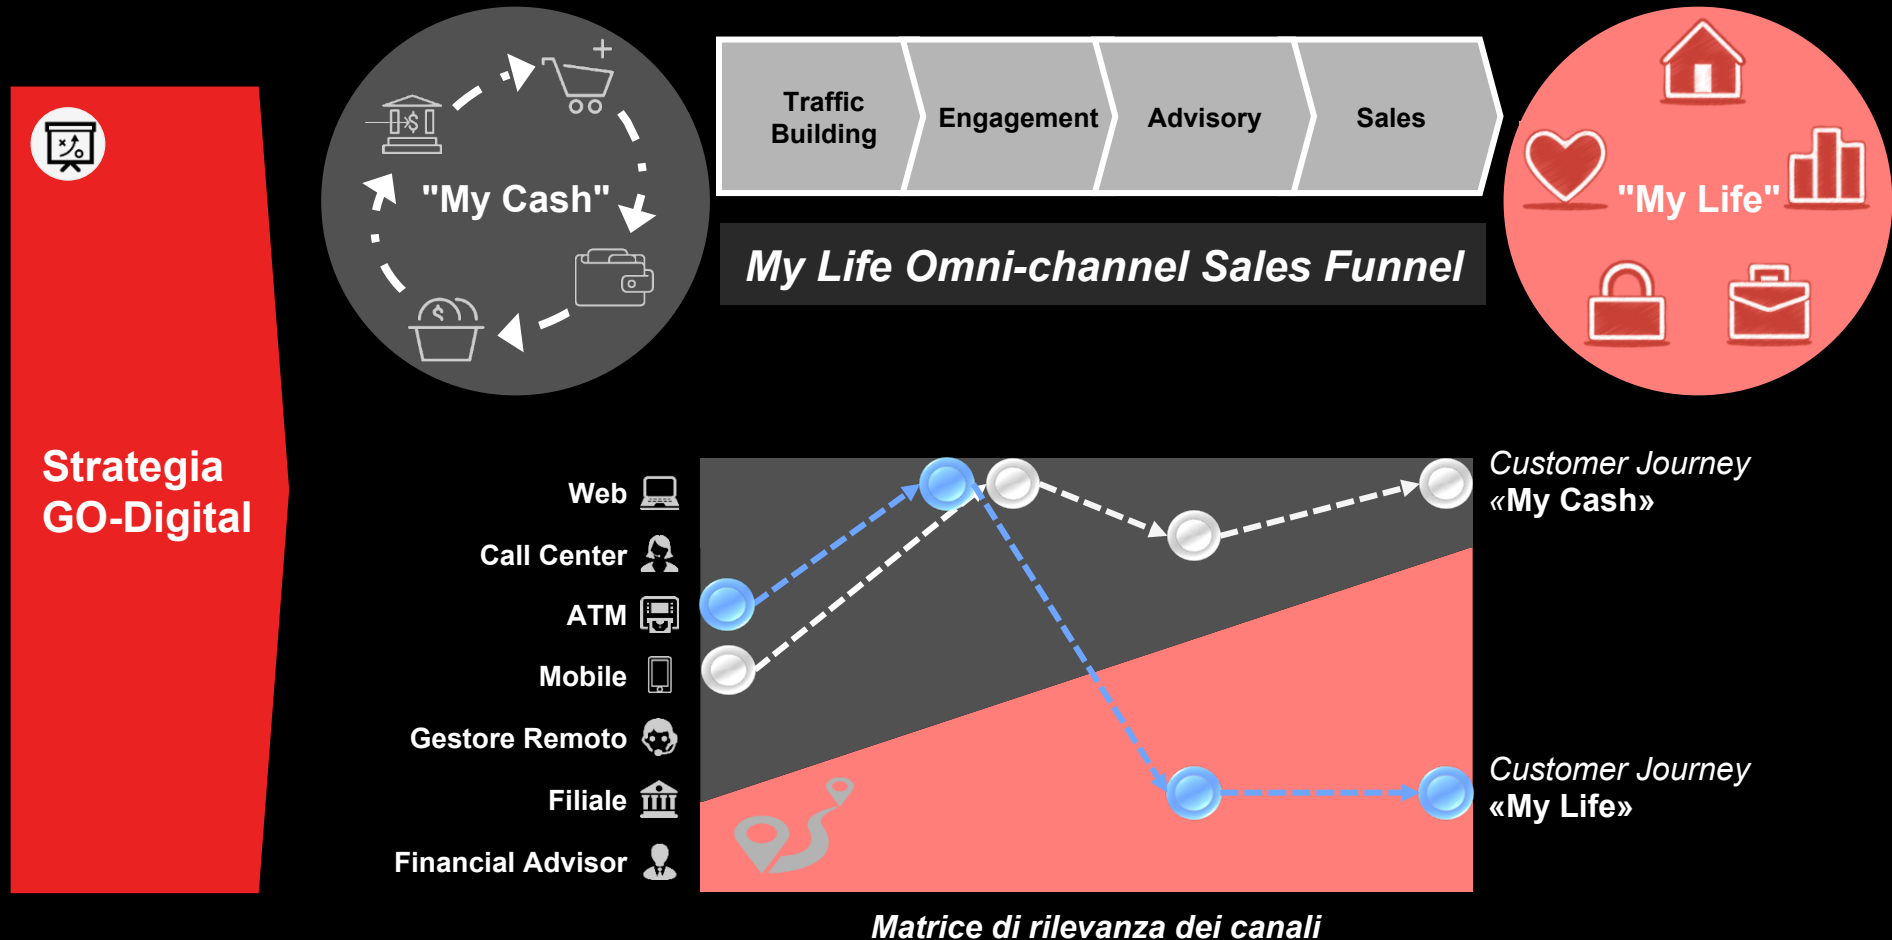 Strategia
GO-Digital
"My Cash"
Traffic
Building
Engagement
Advisory
Sales
My Life Omni-channel Sales Funnel
"My Life"
Web
Call Center
ATM
Mobile
Gestore Remoto
Filiale
Financial Advisor
Customer Journey
«My Cash»
Customer Journey
«My Life»
Matrice di rilevanza dei canali